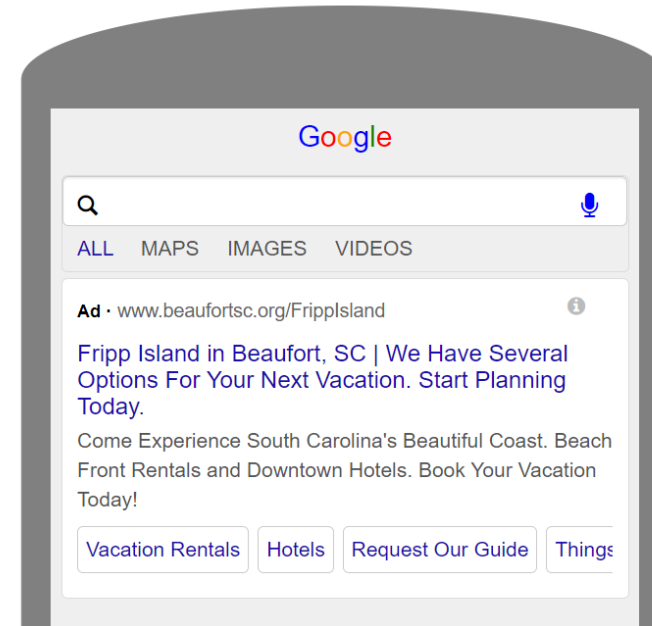 Google
ALL MAPS IMAGES VIDEOS
Ad · www.beaufortsc.org/FrippIsland
Fripp Island in Beaufort, SC | We Have Several
Options For Your Next Vacation. Start Planning
Today.
Come Experience South Carolina's Beautiful Coast. Beach
Front Rentals and Downtown Hotels. Book Your Vacation
Today!
Vacation Rentals Hotels Request Our Guide Things